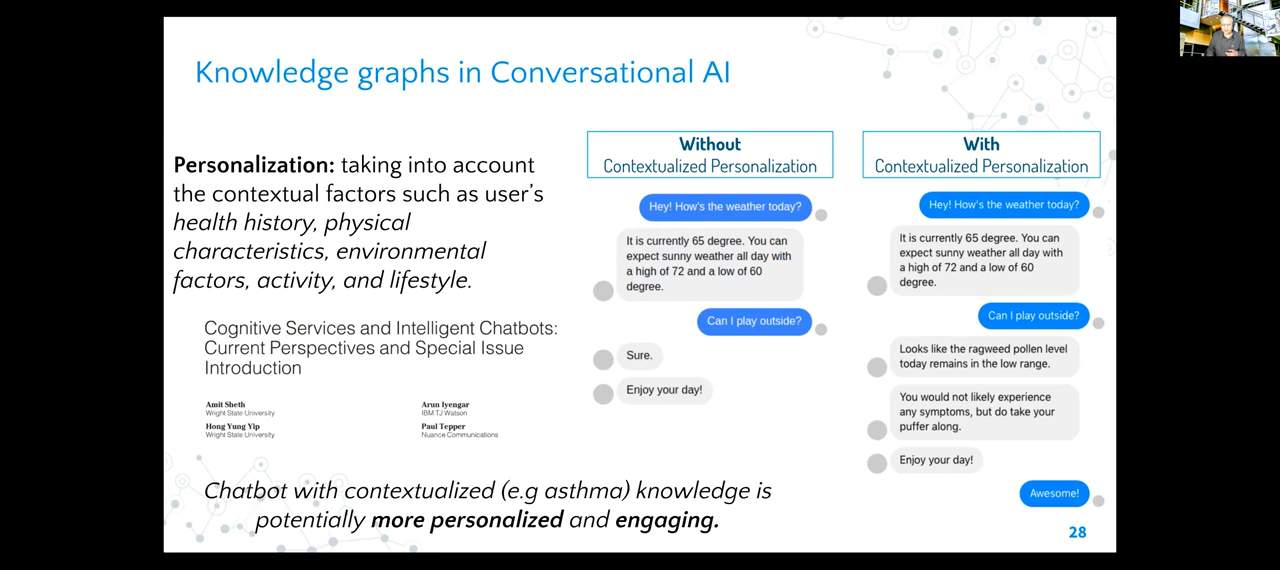 Knowledge graphs in Conversational AI
Personalization: taking into account
the contextual factors such as user's
health history, physical
characteristics, environmental
factors, activity, and lifestyle.
Cognitive Services and Intelligent Chatbots:
Current Perspectives and Special Issue
Introduction
Amit Sheth
Wright State University
Arun Iyengar
IBM TJ Watson
Hong Yung Yip
Wright State University
Paul Tepper
Nuance Communications
Without
Contextualized Personalization
Hey! How's the weather today?
It is currently 65 degree. You can
expect sunny weather all day with
a high of 72 and a low of 60
degree.
Can I play outside?
Sure.
Enjoy your day!
With
Contextualized Personalization
Hey! How's the weather today?
It is currently 65 degree. You can
expect sunny weather all day with
a high of 72 and a low of 60
degree.
Can I play outside?
Looks like the ragweed pollen level
today remains in the low range.
You would not likely experience
any symptoms, but do take your
puffer along.
Enjoy your day!
Awesome!
Chatbot with contextualized (e.g asthma) knowledge is
potentially more personalized and engaging.
28